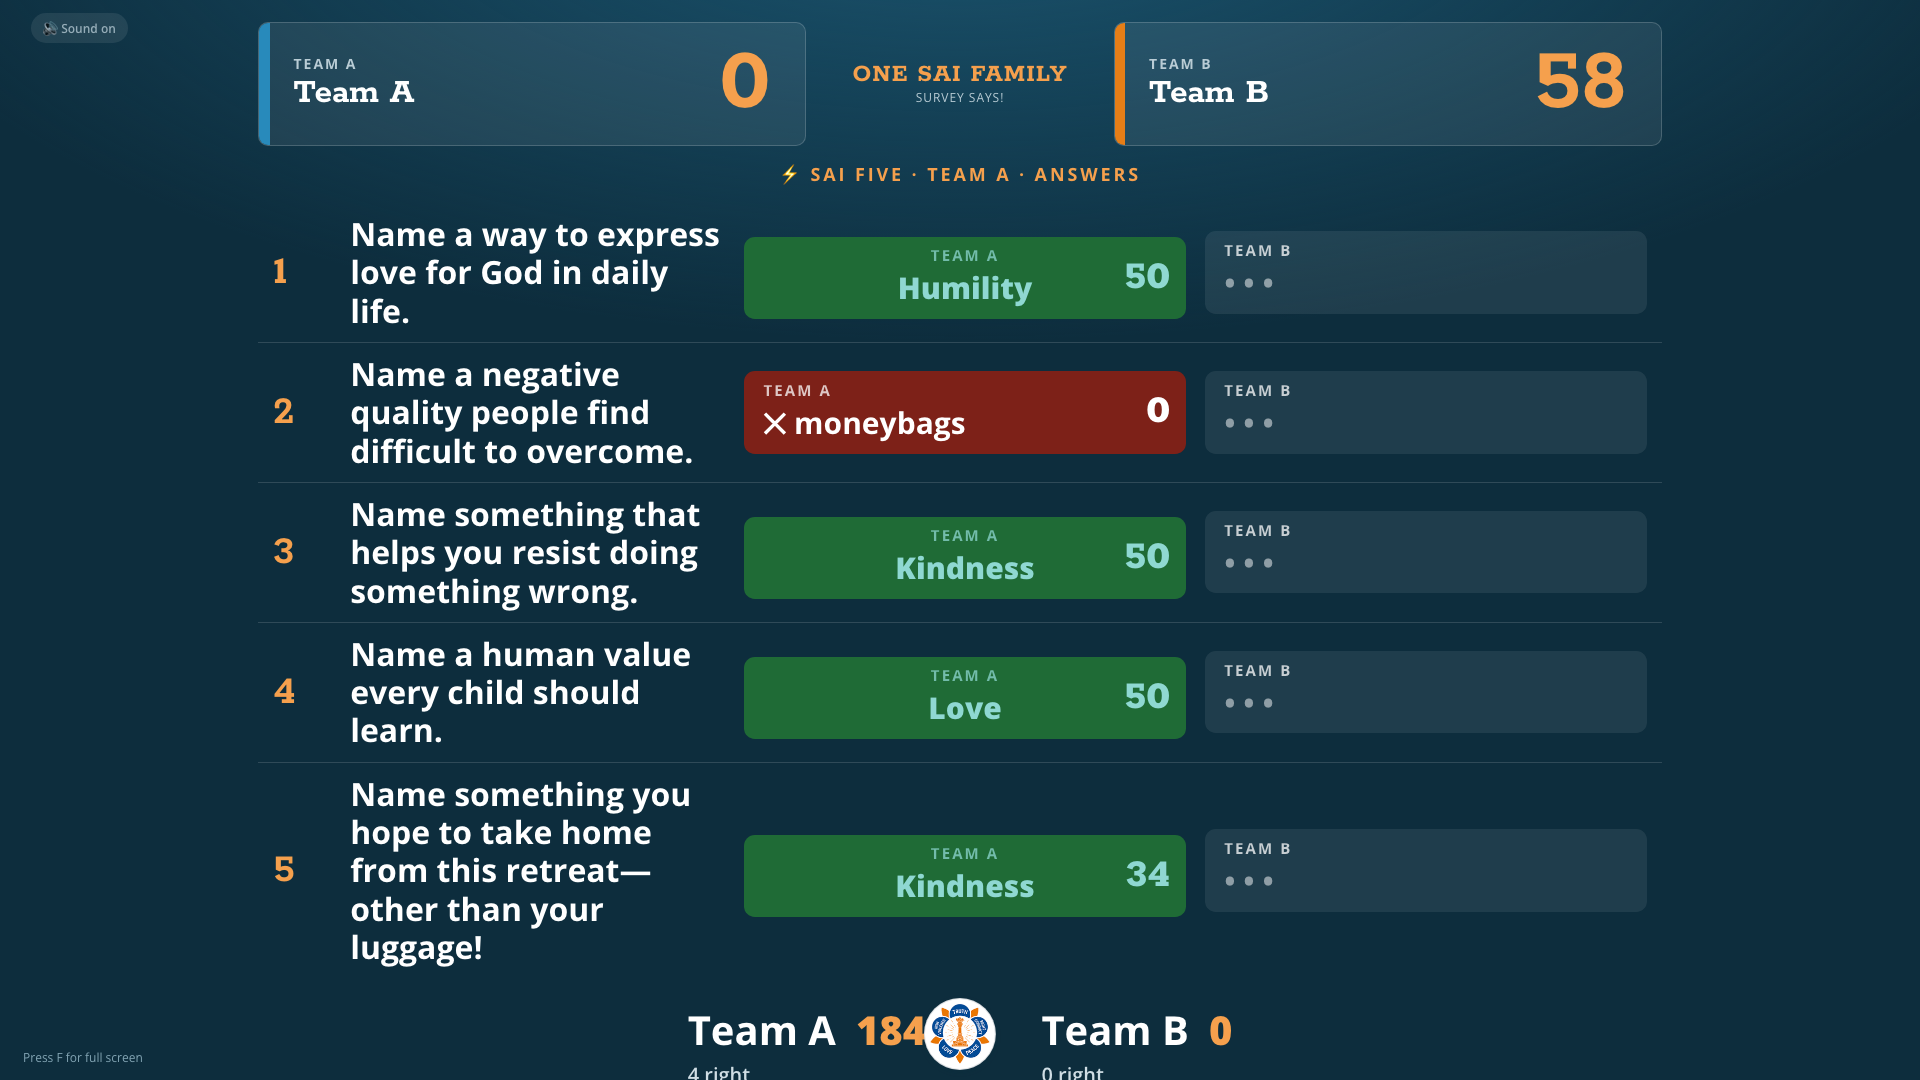 Sound on
TEAM A
Team A
0
ONE SAI FAMILY
SURVEY SAYS!
TEAM B
Team B
58
⚡ SAI FIVE · TEAM A · ANSWERS
1
Name a way to express
love for God in daily
life.
TEAM A
Humility
50
TEAM B
• • •
2
Name a negative
quality people find
difficult to overcome.
TEAM A
✕ moneybags
0
TEAM B
• • •
3
Name something that
helps you resist doing
something wrong.
TEAM A
Kindness
50
TEAM B
• • •
4
Name a human value
every child should
learn.
TEAM A
Love
50
TEAM B
• • •
5
Name something you
hope to take home
from this retreat—
other than your
luggage!
TEAM A
Kindness
34
TEAM B
• • •
Team A 184
4 right
TRUTH
LOVE
PEACE
Team B 0
0 right
Press F for full screen